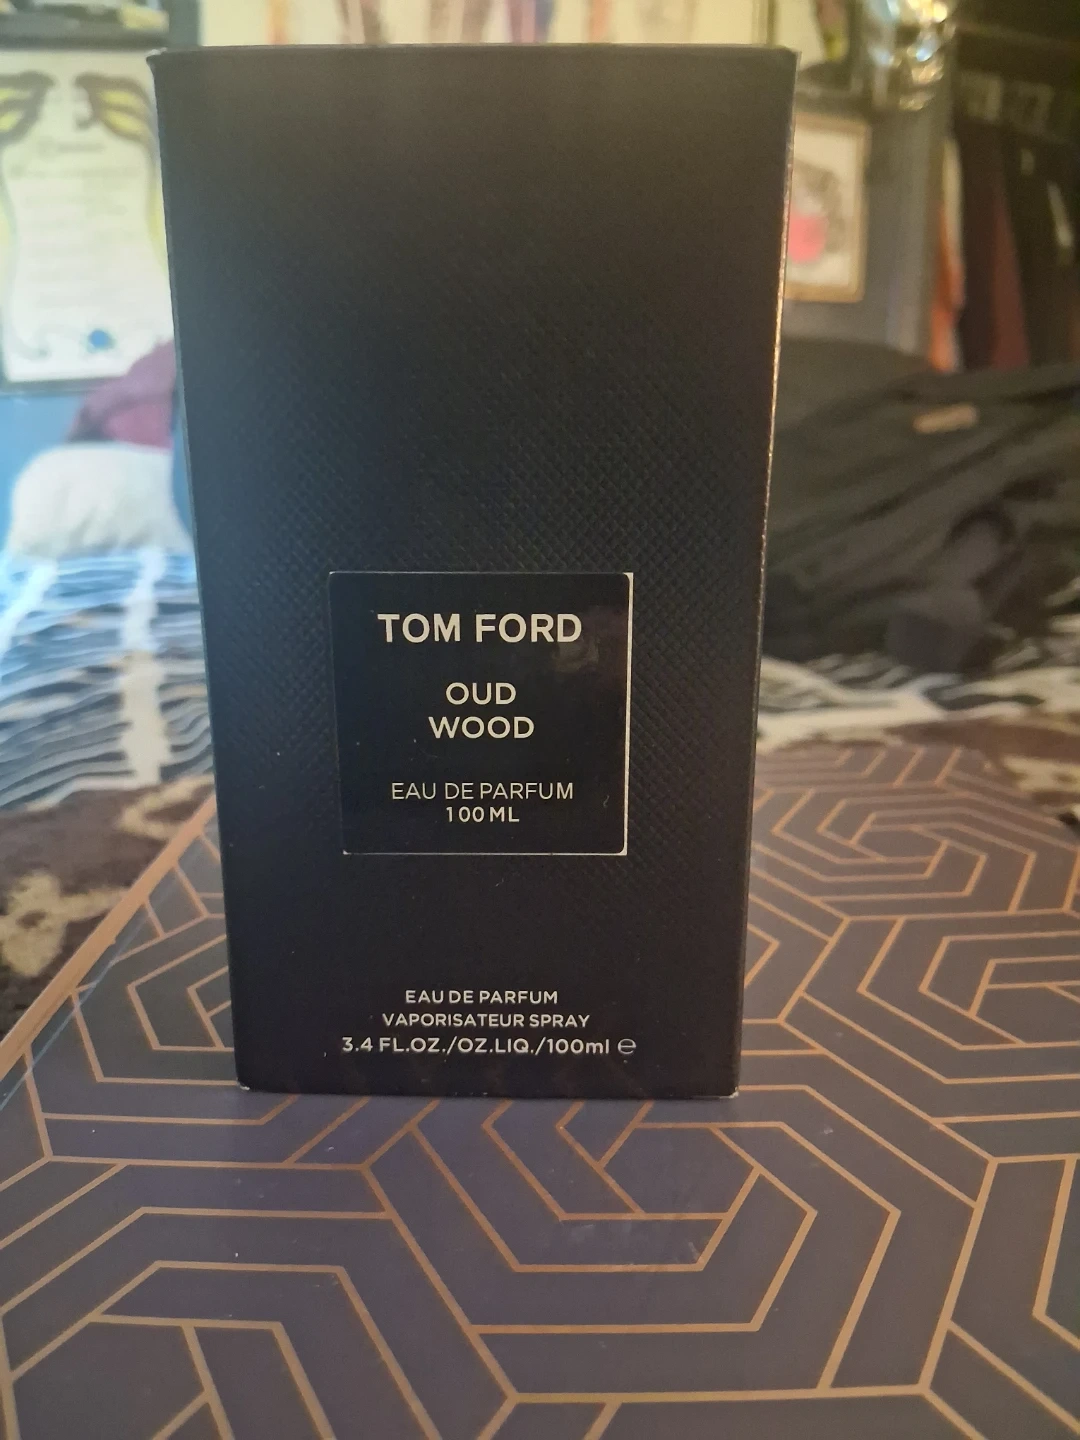 TOM FORD
OUD
WOOD
EAU DE PARFUM
100 ML
EAU DE PARFUM
VAPORISATEUR SPRAY
3.4 FL.OZ./OZ.LIQ./100ml ℮